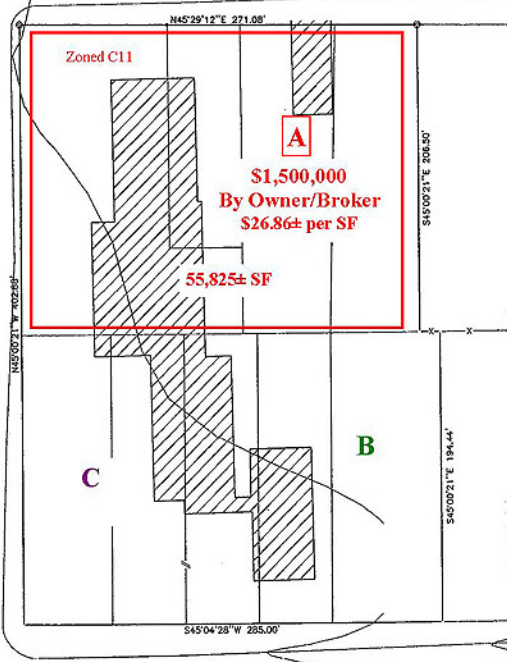 N45°29'12"E 271.08'
Zoned C11
A
$1,500,000
By Owner/Broker
$26.86± per SF
55,825± SF
S45°00'21"E 206.50'
N45°00'21"W 402.68'
X X
B
C
S45°00'21"E 194.44'
S45°04'28"W 285.00'